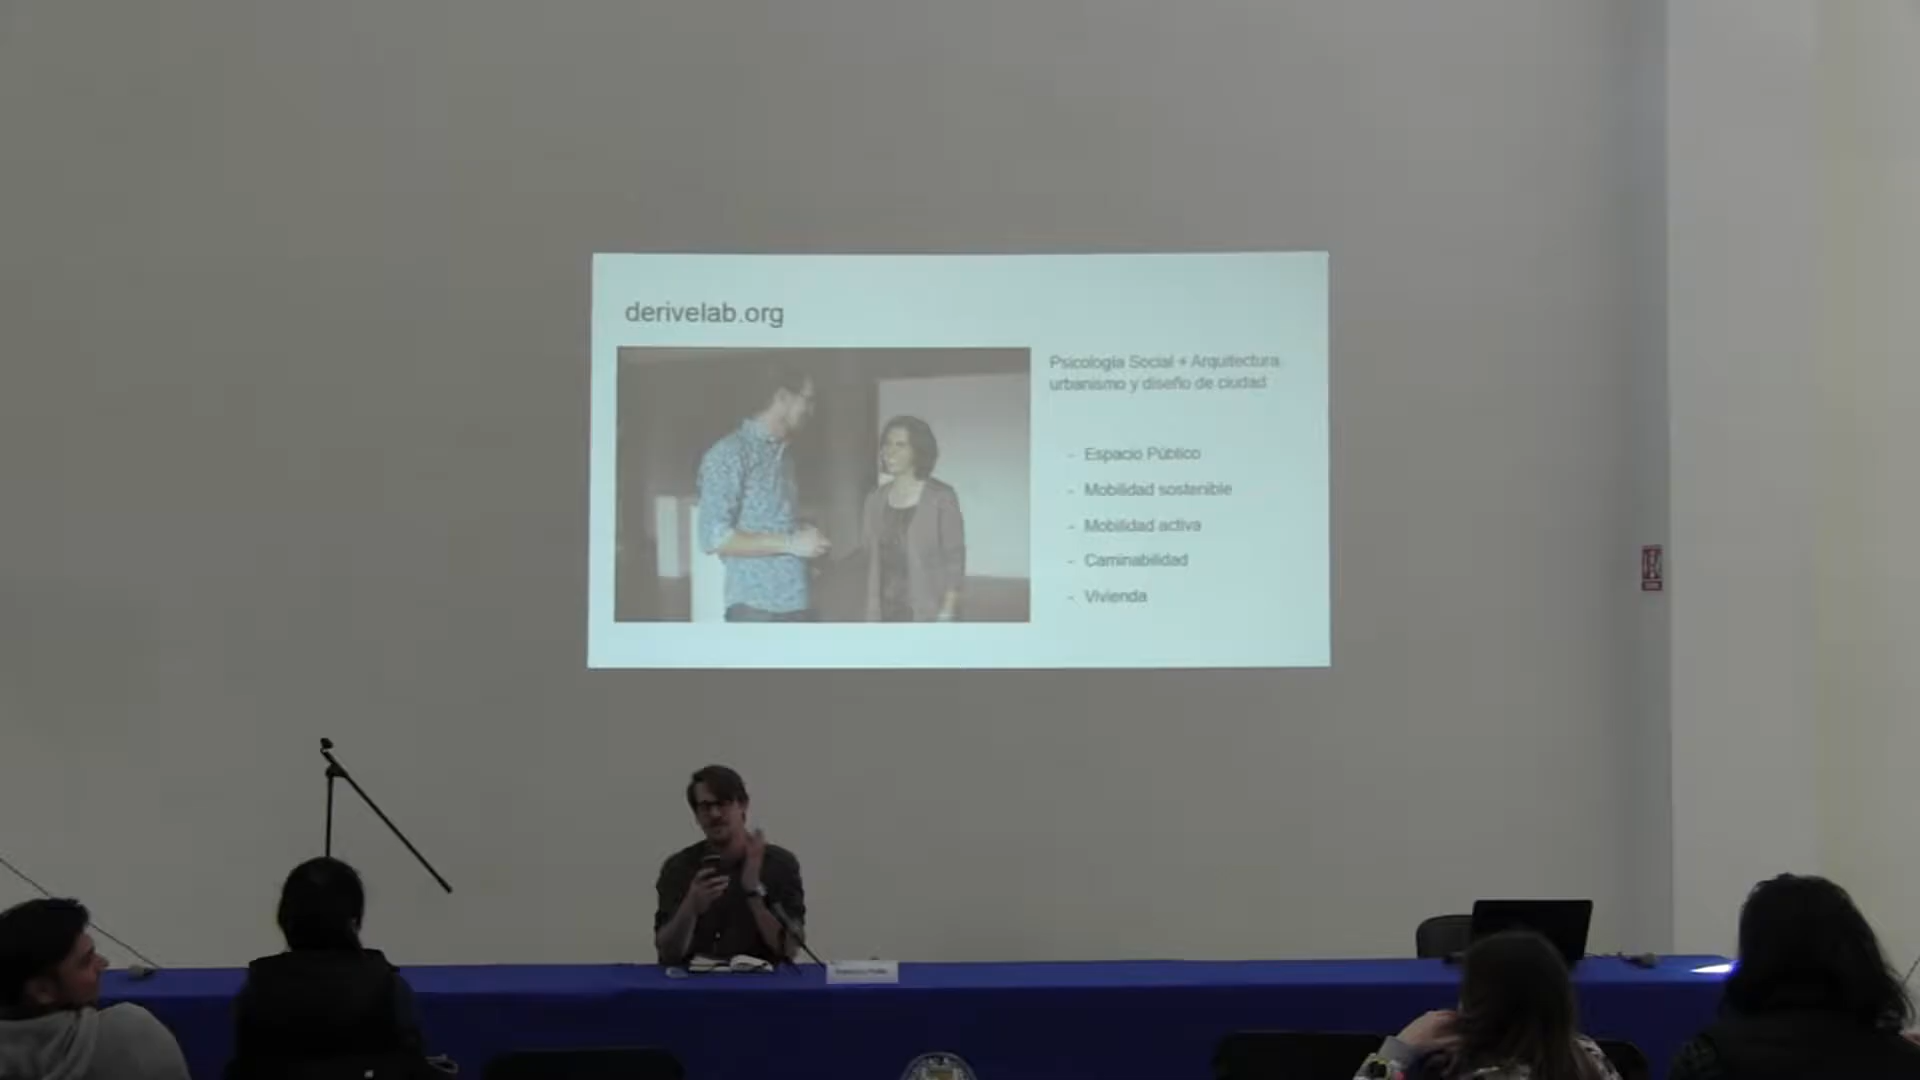 derivelab.org
Psicología Social + Arquitectura,
urbanismo y diseño de ciudad
- Espacio Público
- Mobilidad sostenible
- Mobilidad activa
- Caminabilidad
- Vivienda